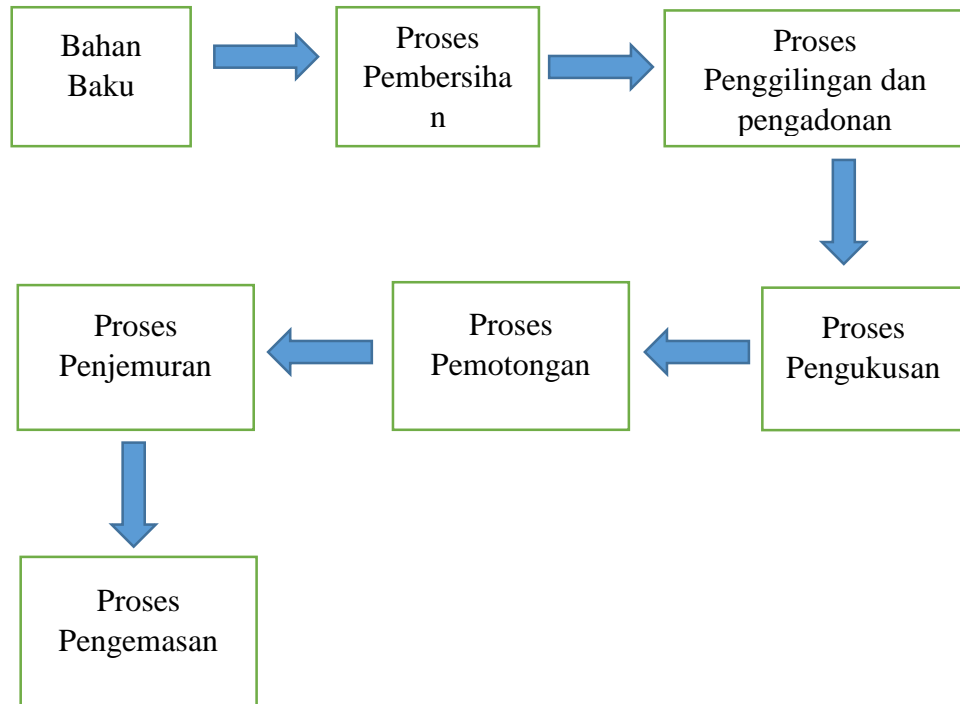 Bahan
Baku
Proses
Pembersiha
n
Proses
Penggilingan dan
pengadonan
Proses
Pengukusan
Proses
Pemotongan
Proses
Penjemuran
Proses
Pengemasan